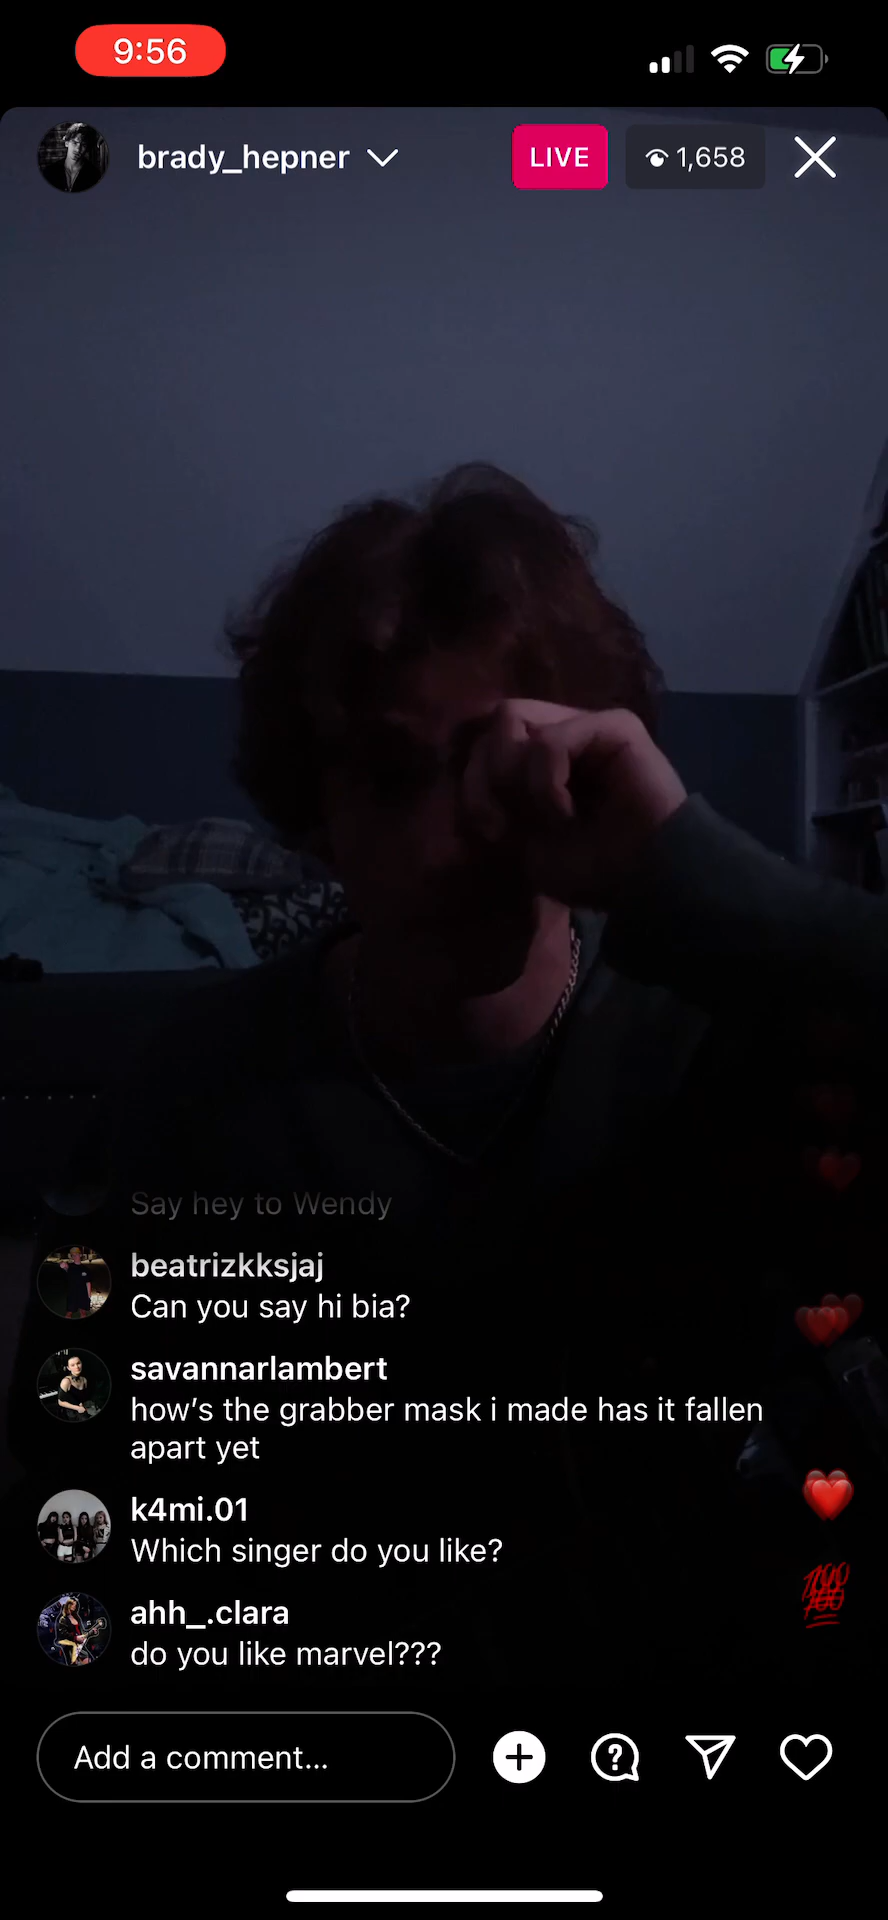 9:56
brady_hepner
LIVE
1,658
Say hey to Wendy
beatrizkksjaj
Can you say hi bia?
savannarlambert
how’s the grabber mask i made has it fallen
apart yet
k4mi.01
Which singer do you like?
ahh_.clara
do you like marvel???
Add a comment...